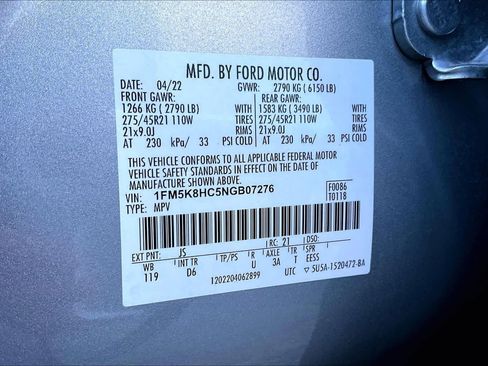 MFD. BY FORD MOTOR CO.
DATE: 04/22 GVWR: 2790 KG ( 6150 LB)
FRONT GAWR: REAR GAWR:
1266 KG ( 2790 LB) WITH 1583 KG ( 3490 LB) WITH
275/45R21 110W TIRES 275/45R21 110W TIRES
21x9.0J RIMS 21x9.0J RIMS
AT 230 kPa/ 33 PSI COLD AT 230 kPa/ 33 PSI COLD
THIS VEHICLE CONFORMS TO ALL APPLICABLE FEDERAL MOTOR
VEHICLE SAFETY STANDARDS IN EFFECT ON THE DATE OF
MANUFACTURE SHOWN ABOVE.
VIN: 1FM5K8HC5NGB07276 F0086
TYPE: MPV T0118
EXT PNT: JS RC: 21 DSO:
WB INT TR TP/PS R AXLE TR SPR
119 D6 U 3A T EESS
1202204062899 UTC ▽ 5U5A-1520472-BA